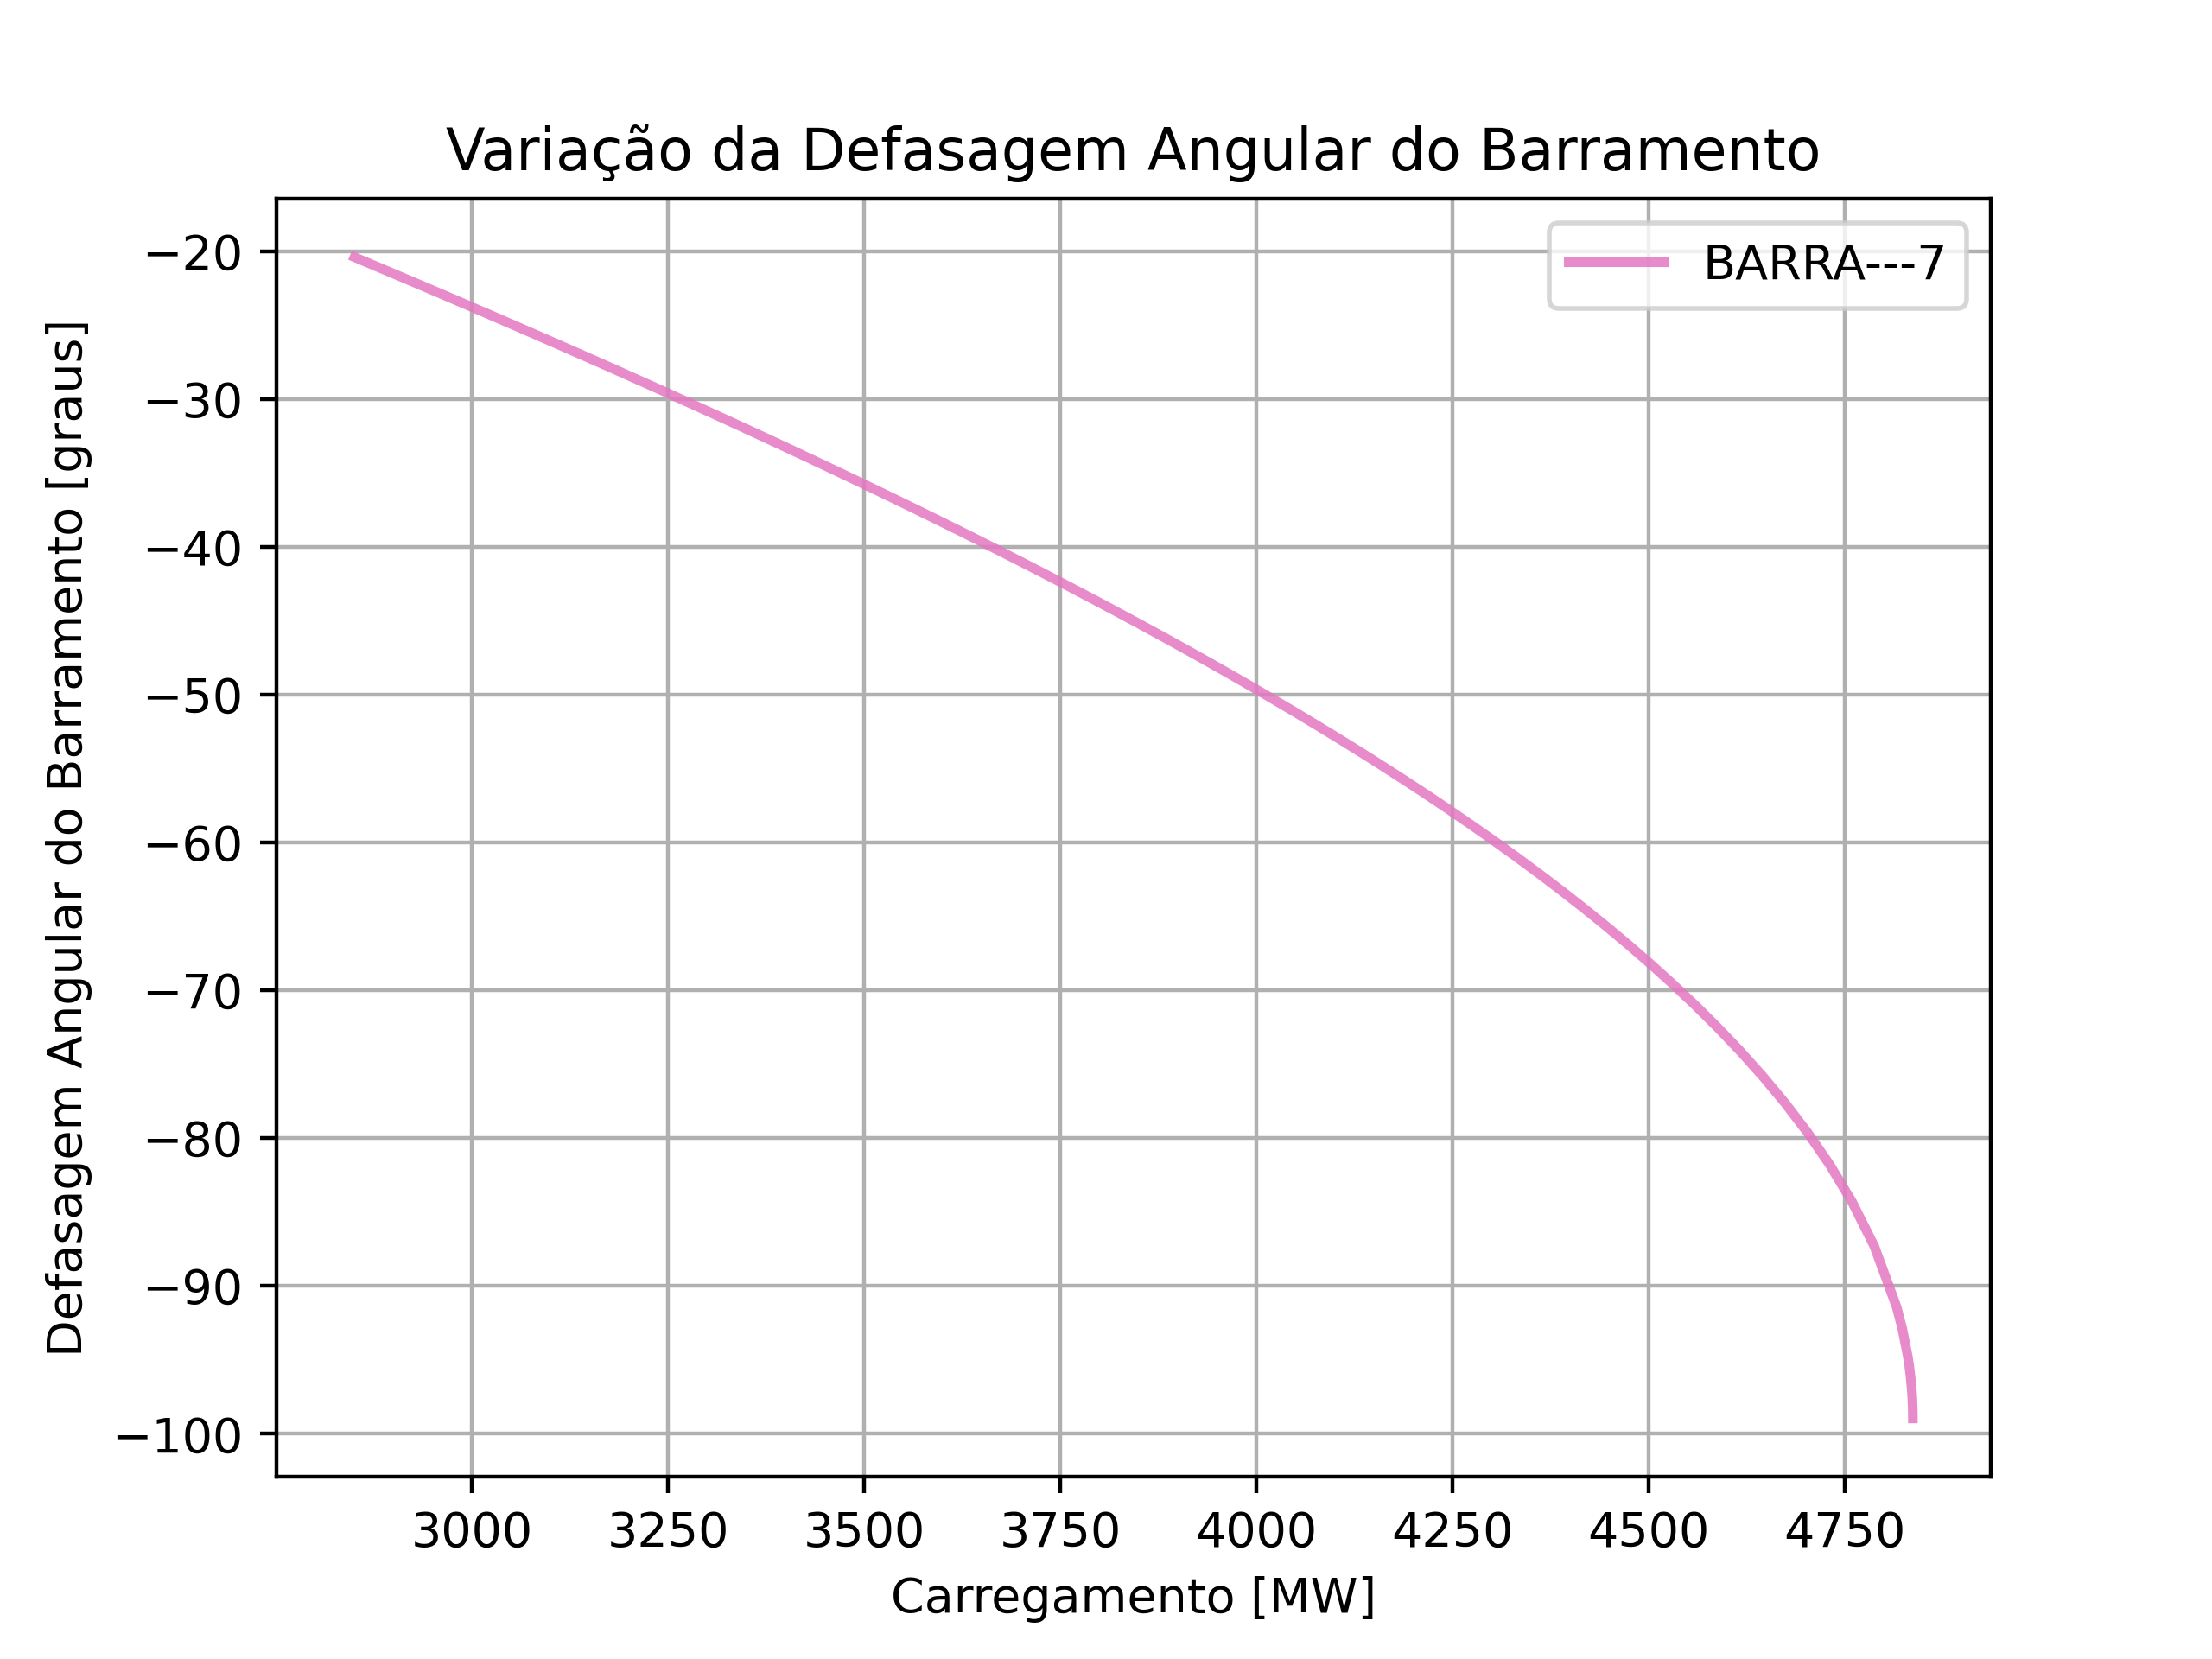 Variação da Defasagem Angular do Barramento
BARRA---7
Defasagem Angular do Barramento [graus]
−20
−30
−40
−50
−60
−70
−80
−90
−100
3000 3250 3500 3750 4000 4250 4500 4750
Carregamento [MW]